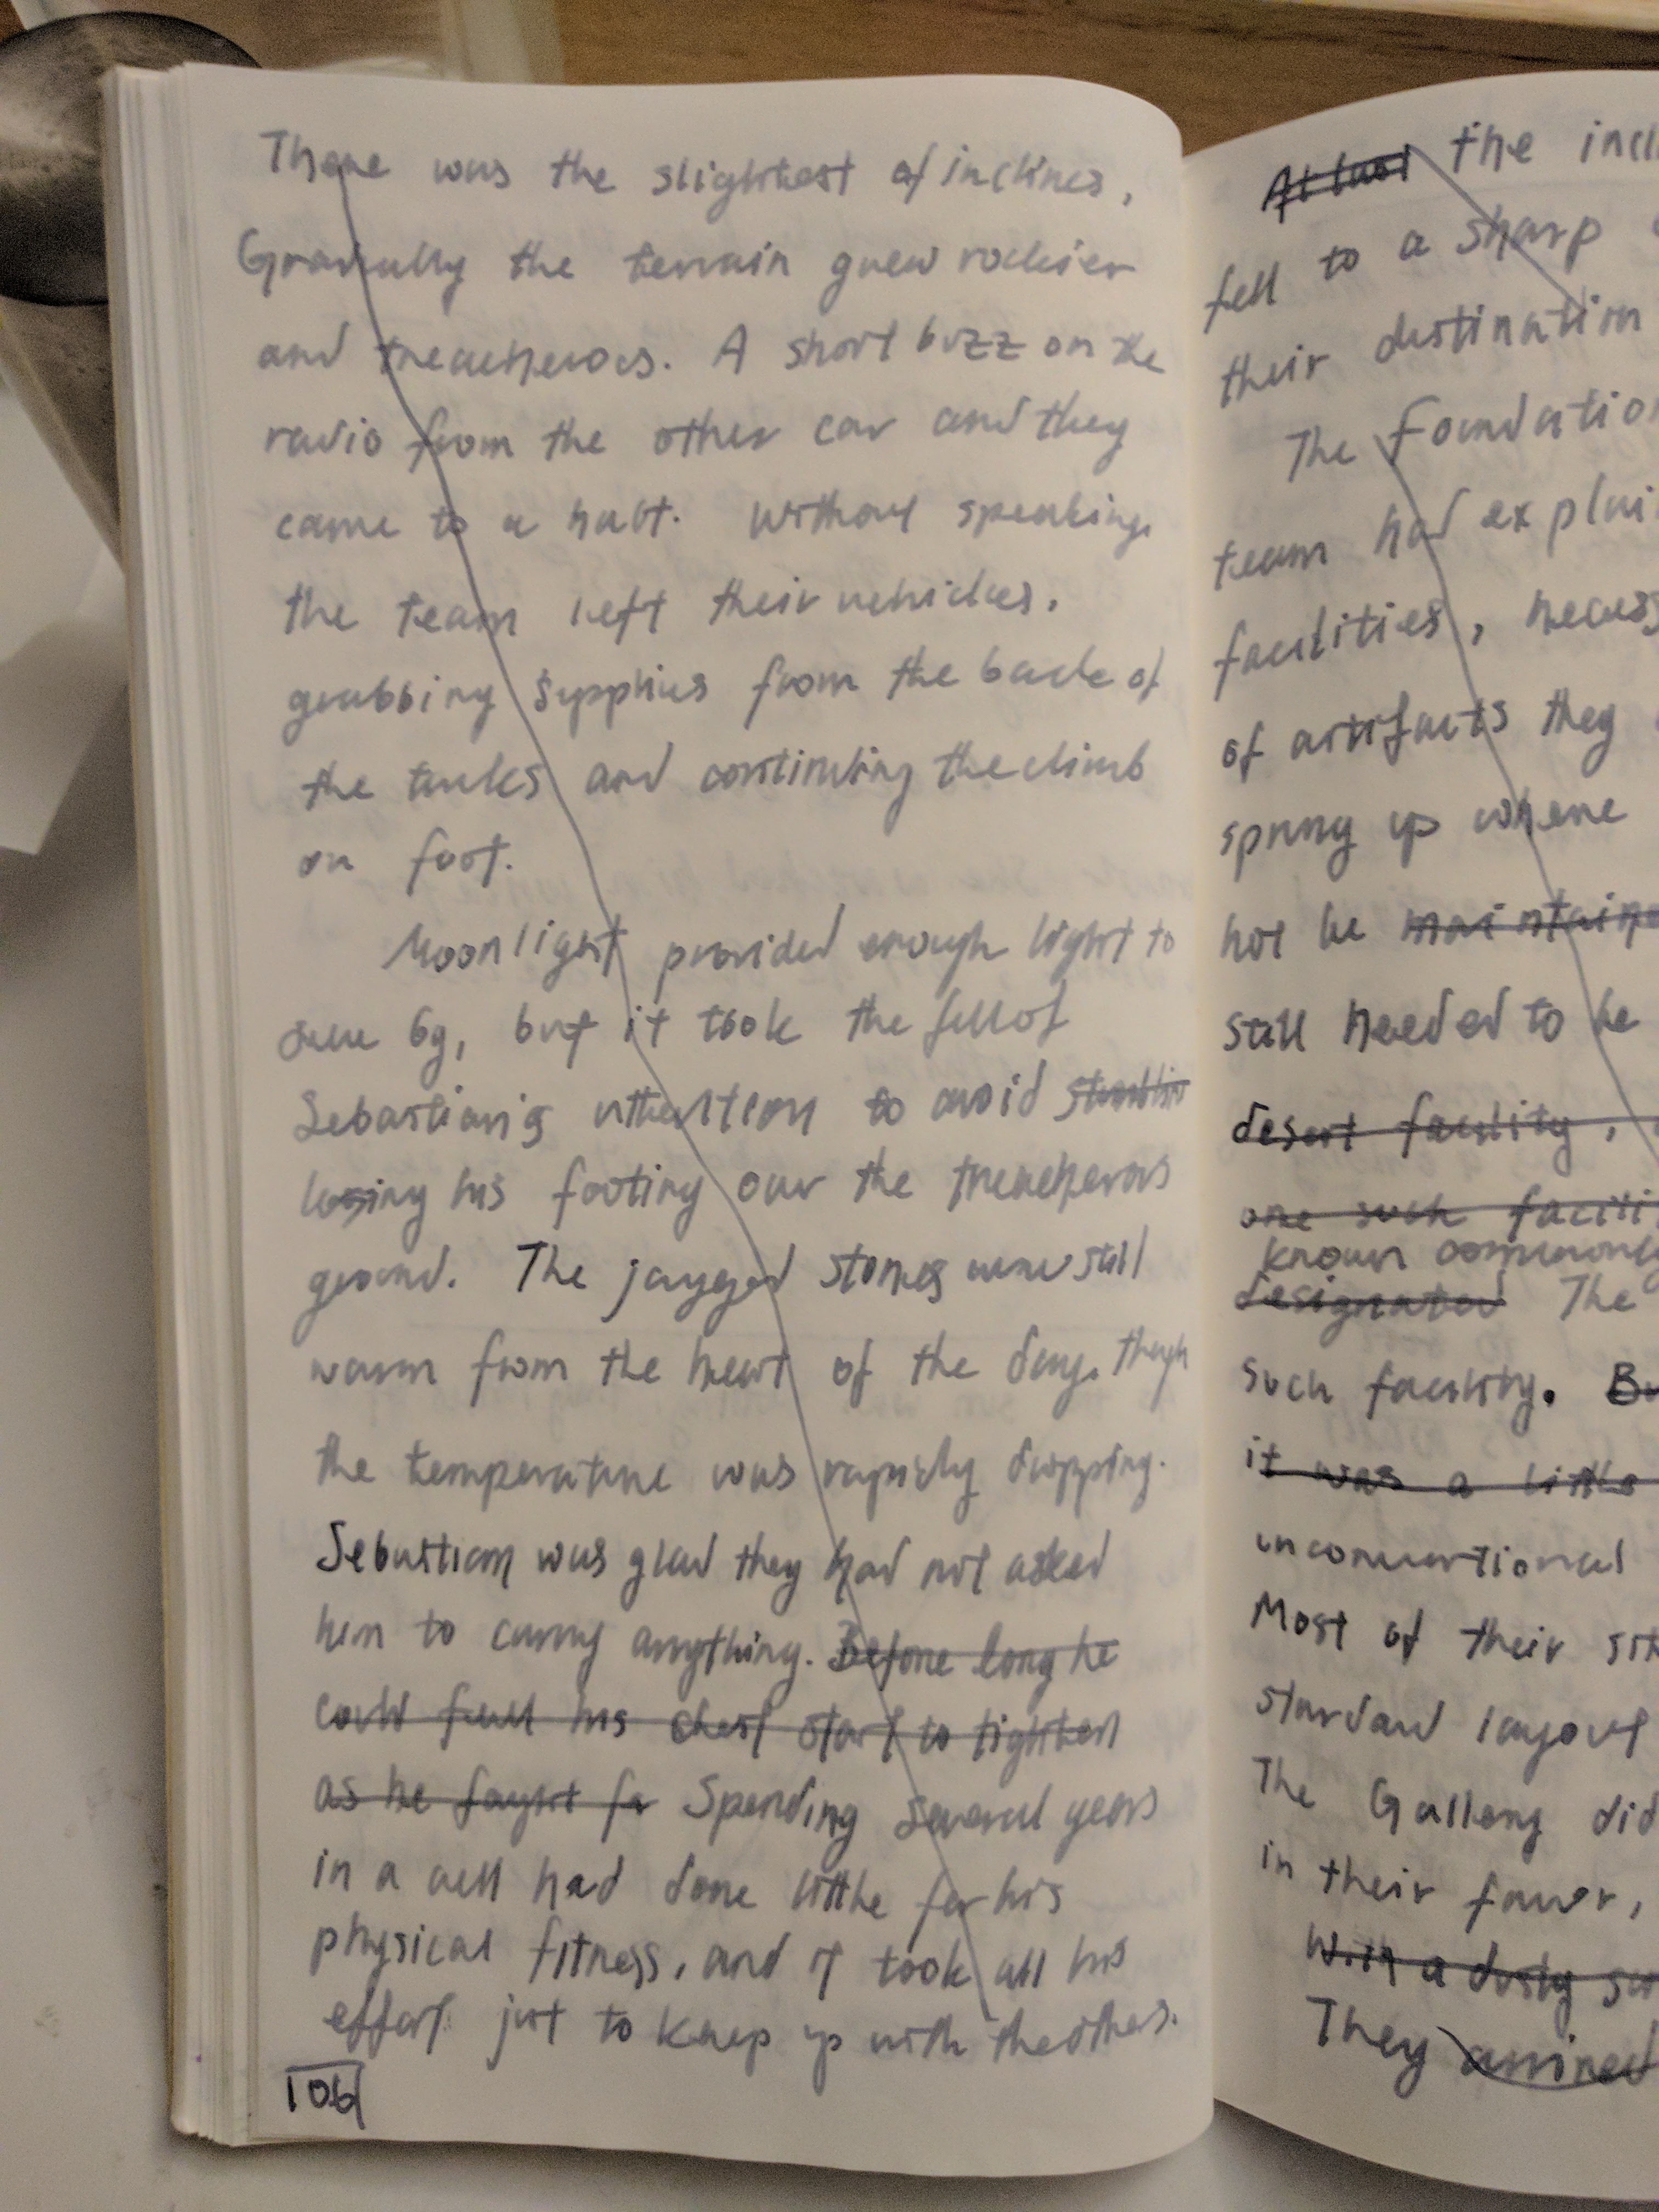 There was the slightest of inclines,
Gradually the terrain grew rockier
and treacherous. A short buzz on the
radio from the other car and they
came to a halt. Without speaking,
the team left their vehicles,
grabbing supplies from the back of
the trucks and continuing the climb
on foot.
Moonlight provided enough light to
see by, but it took the full of
Sebastian's attention to avoid
losing his footing over the treacherous
ground. The jagged stones were still
warm from the heat of the day, though
the temperature was rapidly dropping.
Sebastian was glad they had not asked
him to carry anything. Before long he
could feel his chest start to tighten
as he fought fo Spending several years
in a cell had done little for his
physical fitness, and it took all his
effort just to keep up with the others.
106
At last the incl
fell to a sharp
their destination
The foundation
team had explai
facilities, necess
of artifacts they
sprung up where
not be maintaine
still needed to be
desert facility,
one such facili
known commonly
designated The
such facility. Bu
it was a little
unconventional
Most of their sit
standard layout
The Gallery did
in their favor,
With a dusty su
They arrived